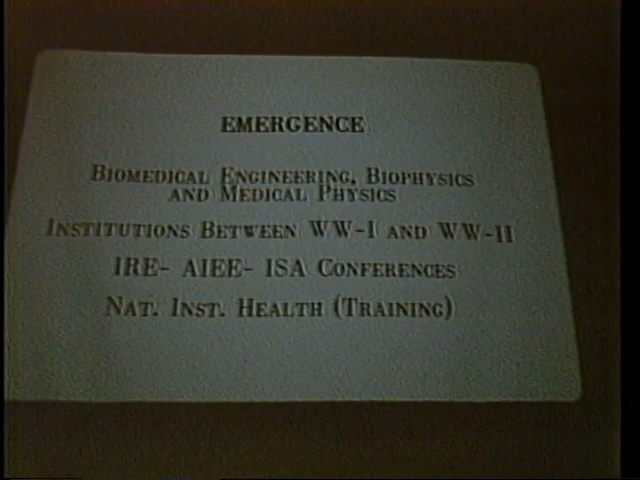 EMERGENCE
BIOMEDICAL ENGINEERING, BIOPHYSICS
AND MEDICAL PHYSICS
INSTITUTIONS BETWEEN WW-I AND WW-II
IRE- AIEE- ISA CONFERENCES
NAT. INST. HEALTH (TRAINING)